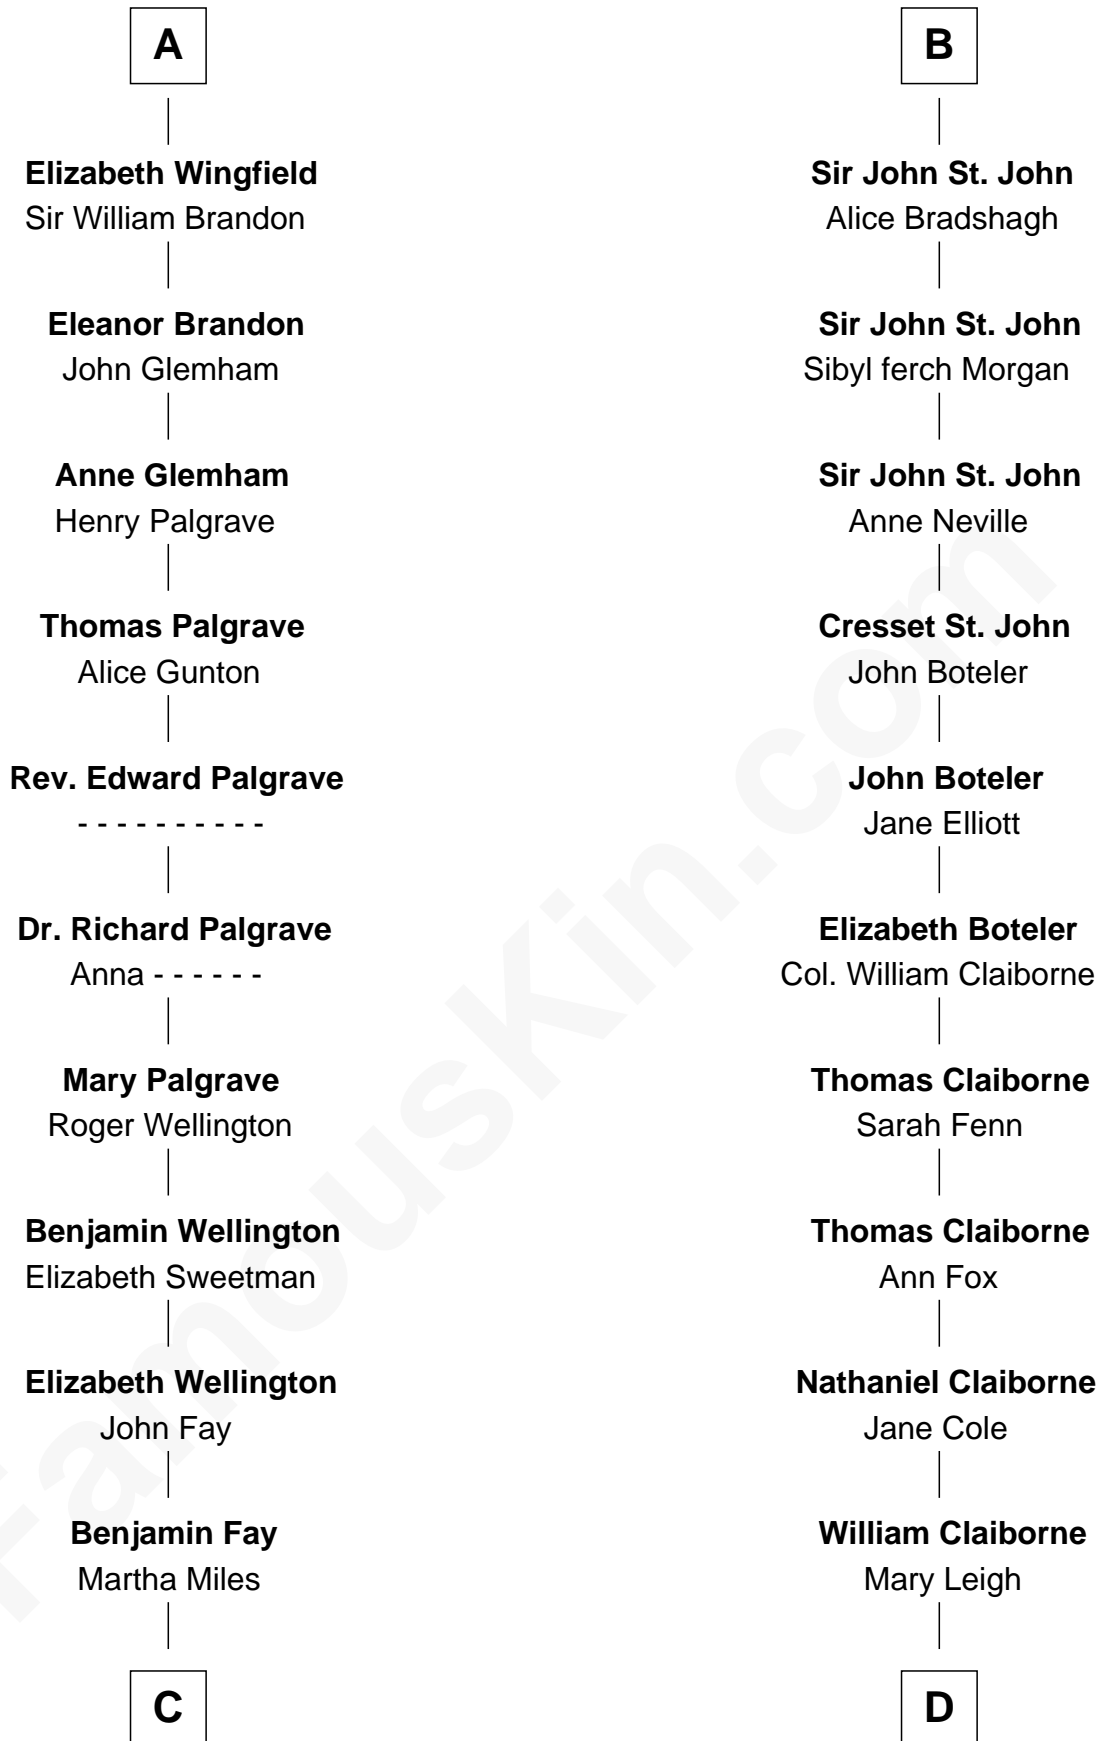 A
Elizabeth Wingfield
Sir William Brandon
Eleanor Brandon
John Glemham
Anne Glemham
Henry Palgrave
Thomas Palgrave
Alice Gunton
Rev. Edward Palgrave
- - - - - - - - - -
Dr. Richard Palgrave
Anna - - - - - -
Mary Palgrave
Roger Wellington
Benjamin Wellington
Elizabeth Sweetman
Elizabeth Wellington
John Fay
Benjamin Fay
Martha Miles
C
B
Sir John St. John
Alice Bradshagh
Sir John St. John
Sibyl ferch Morgan
Sir John St. John
Anne Neville
Cresset St. John
John Boteler
John Boteler
Jane Elliott
Elizabeth Boteler
Col. William Claiborne
Thomas Claiborne
Sarah Fenn
Thomas Claiborne
Ann Fox
Nathaniel Claiborne
Jane Cole
William Claiborne
Mary Leigh
D
FamousKin.com